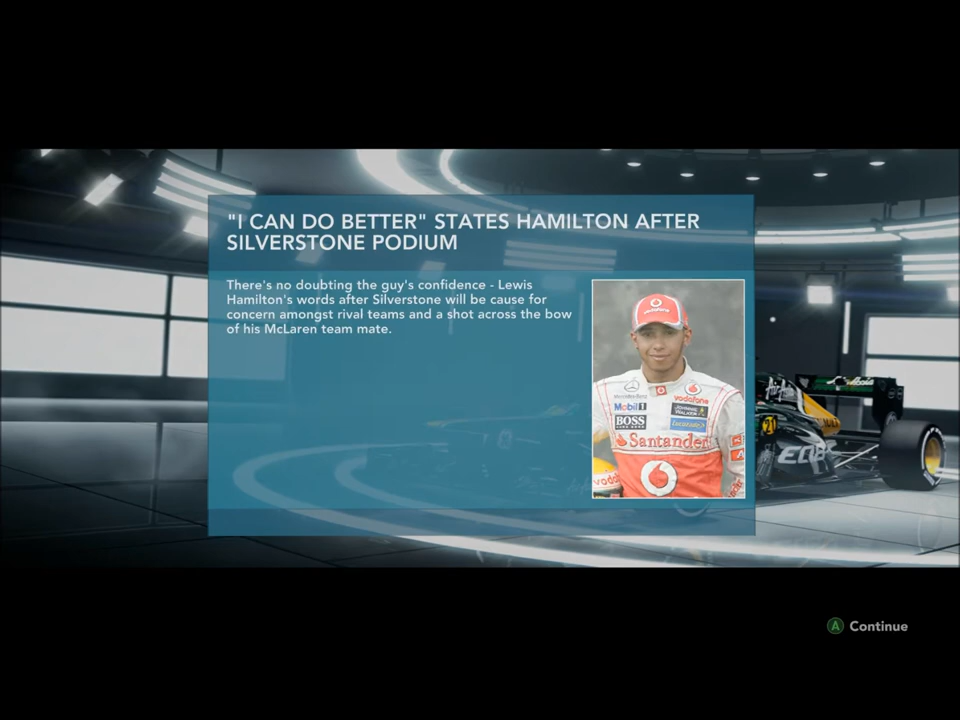 "I CAN DO BETTER" STATES HAMILTON AFTER
SILVERSTONE PODIUM
There's no doubting the guy's confidence - Lewis
Hamilton's words after Silverstone will be cause for
concern amongst rival teams and a shot across the bow
of his McLaren team mate.
vodafone
Mobil 1
JOHNNIE
WALKER
BOSS
Santander
A Continue